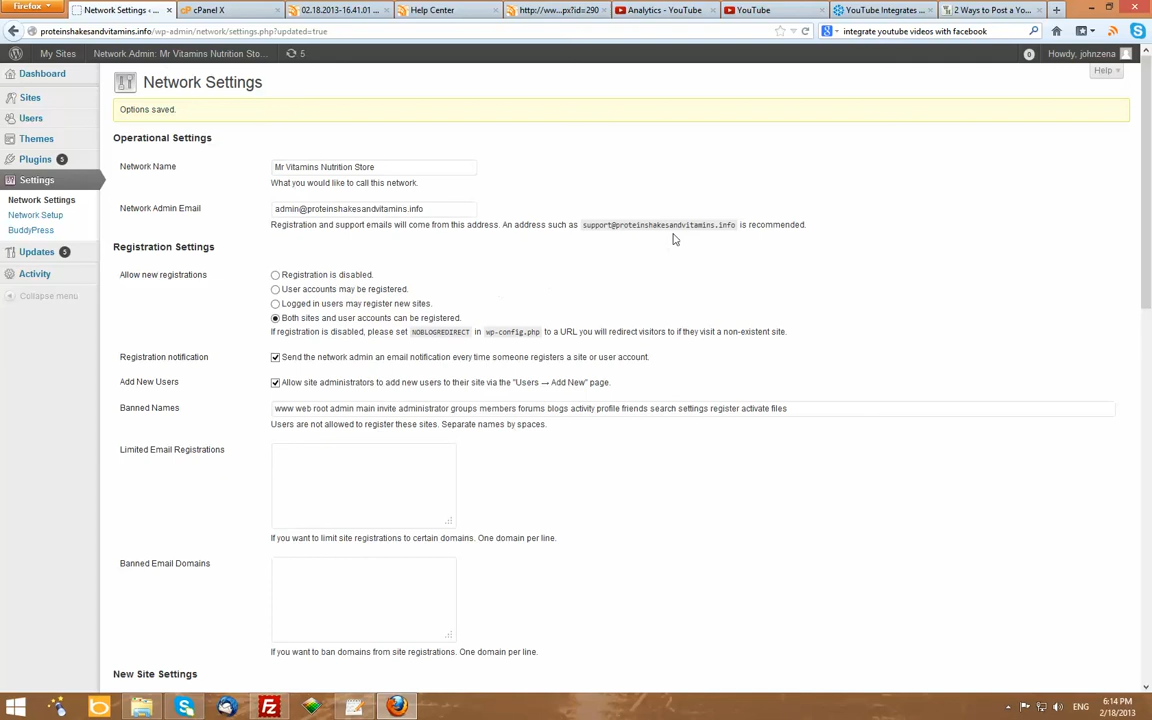 Firefox
Network Settings ‹ ...
cPanel X
02.18.2013-16.41.01 ...
Help Center
http://www...px?id=290
Analytics - YouTube
YouTube
YouTube Integrates ...
2 Ways to Post a Yo...
proteinshakesandvitamins.info/wp-admin/network/settings.php?updated=true
integrate youtube videos with facebook
My Sites
Network Admin: Mr Vitamins Nutrition Sto...
5
0
Howdy, johnzena
Dashboard
Sites
Users
Themes
Plugins 5
Settings
Network Settings
Network Setup
BuddyPress
Updates 5
Activity
Collapse menu
Help
Network Settings
Options saved.
Operational Settings
Network Name
Mr Vitamins Nutrition Store
What you would like to call this network.
Network Admin Email
admin@proteinshakesandvitamins.info
Registration and support emails will come from this address. An address such as support@proteinshakesandvitamins.info is recommended.
Registration Settings
Allow new registrations
Registration is disabled.
User accounts may be registered.
Logged in users may register new sites.
Both sites and user accounts can be registered.
If registration is disabled, please set NOBLOGREDIRECT in wp-config.php to a URL you will redirect visitors to if they visit a non-existent site.
Registration notification
Send the network admin an email notification every time someone registers a site or user account.
Add New Users
Allow site administrators to add new users to their site via the "Users → Add New" page.
Banned Names
www web root admin main invite administrator groups members forums blogs activity profile friends search settings register activate files
Users are not allowed to register these sites. Separate names by spaces.
Limited Email Registrations
If you want to limit site registrations to certain domains. One domain per line.
Banned Email Domains
If you want to ban domains from site registrations. One domain per line.
New Site Settings
ENG
6:14 PM
2/18/2013